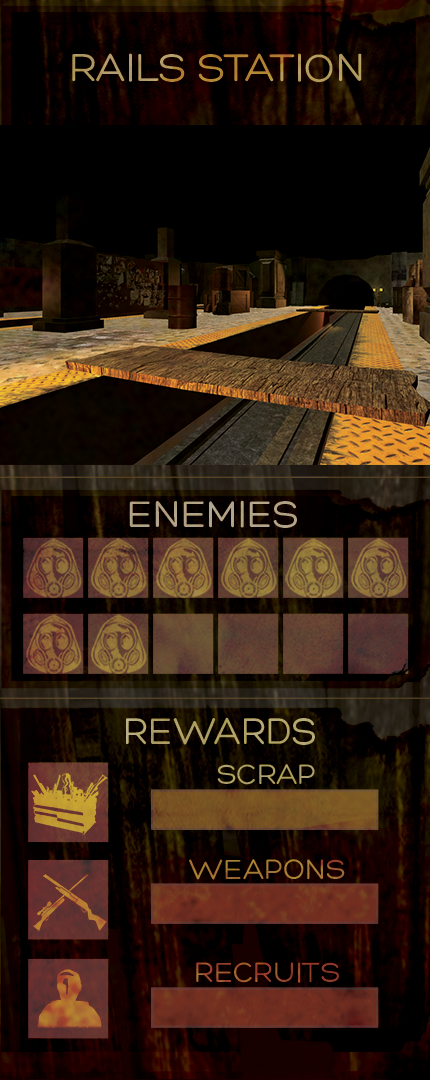 RAILS STATION
ENEMIES
REWARDS
SCRAP
WEAPONS
RECRUITS